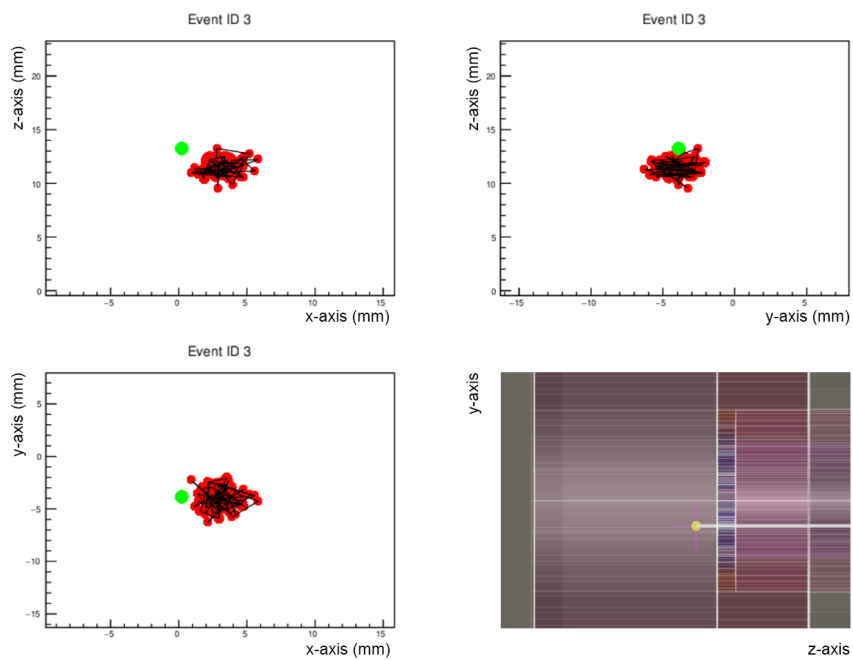 Event ID 3
z-axis (mm)
20
15
10
5
0
−5
0
5
10
15
x-axis (mm)
Event ID 3
z-axis (mm)
20
15
10
5
0
−15
−10
−5
0
5
y-axis (mm)
Event ID 3
y-axis (mm)
5
0
−5
−10
−15
−5
0
5
10
15
x-axis (mm)
y-axis
z-axis